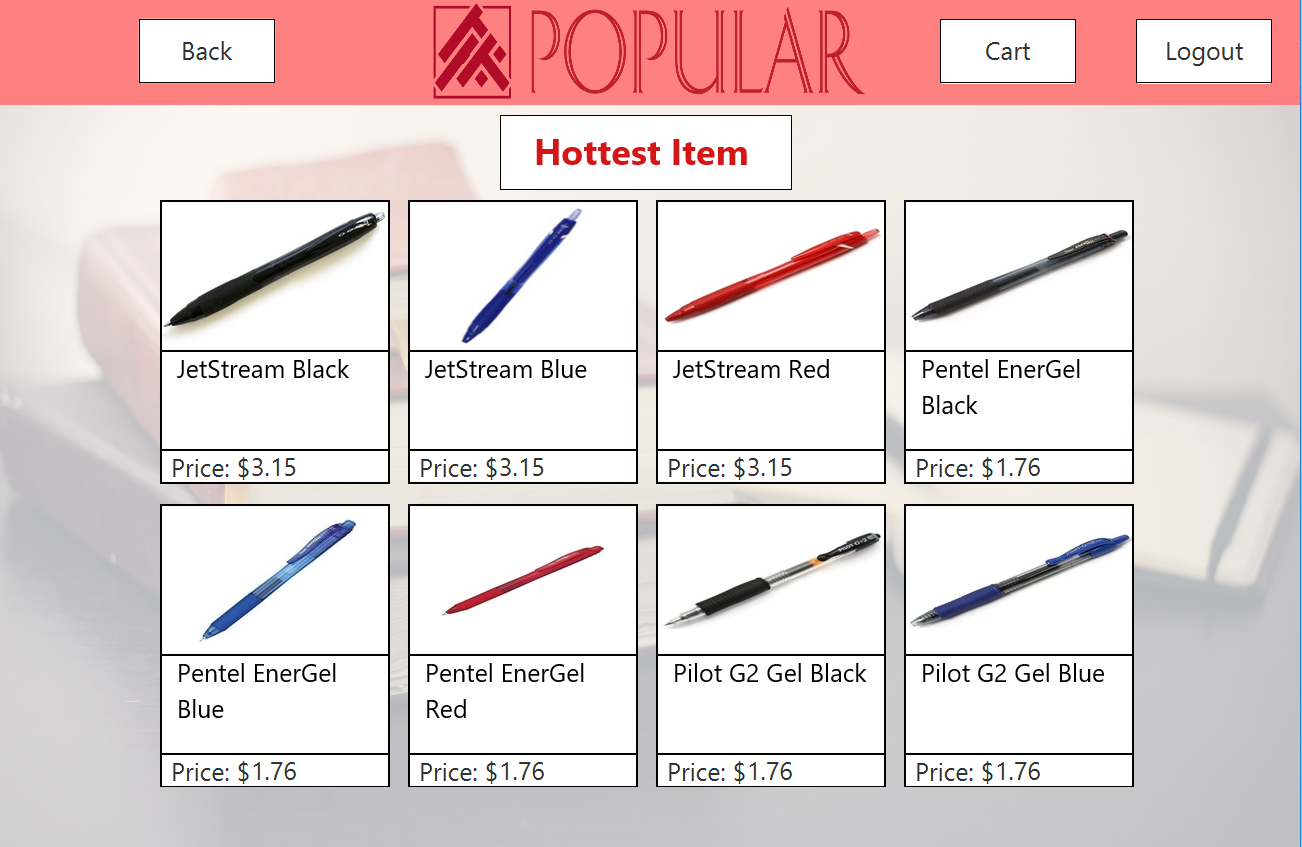 Back
POPULAR
Cart
Logout
Hottest Item
JetStream Black
JetStream Blue
JetStream Red
Pentel EnerGel
Black
Price: $3.15
Price: $3.15
Price: $3.15
Price: $1.76
Pentel EnerGel
Blue
Pentel EnerGel
Red
PILOT G-2
Pilot G2 Gel Black
Pilot G2 Gel Blue
Price: $1.76
Price: $1.76
Price: $1.76
Price: $1.76